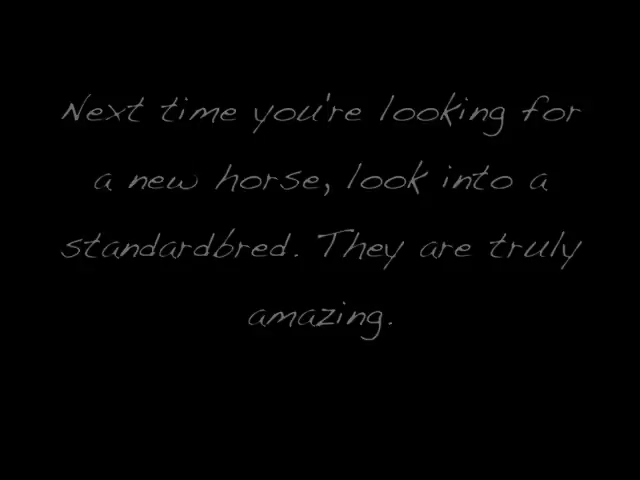 Next time you're looking for
a new horse, look into a
standardbred. They are truly
amazing.